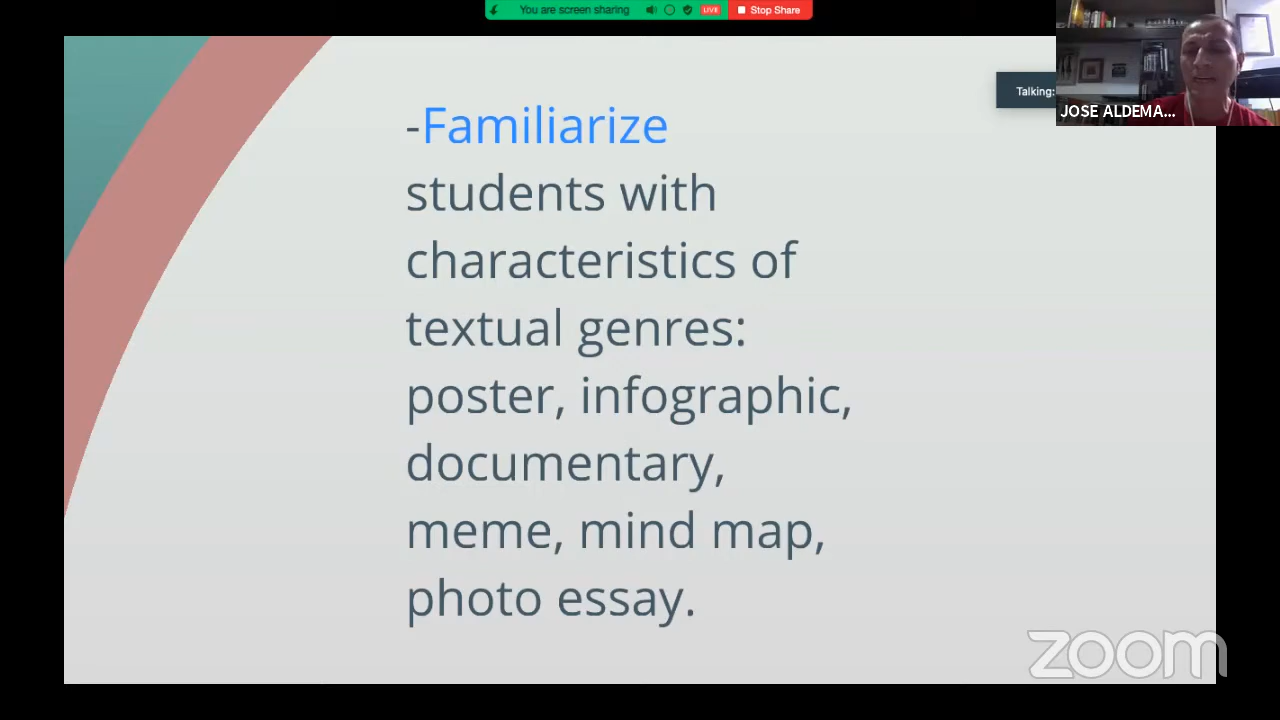 You are screen sharing LIVE Stop Share
Talking:
JOSE ALDEMA...
-Familiarize
students with
characteristics of
textual genres:
poster, infographic,
documentary,
meme, mind map,
photo essay.
zoom